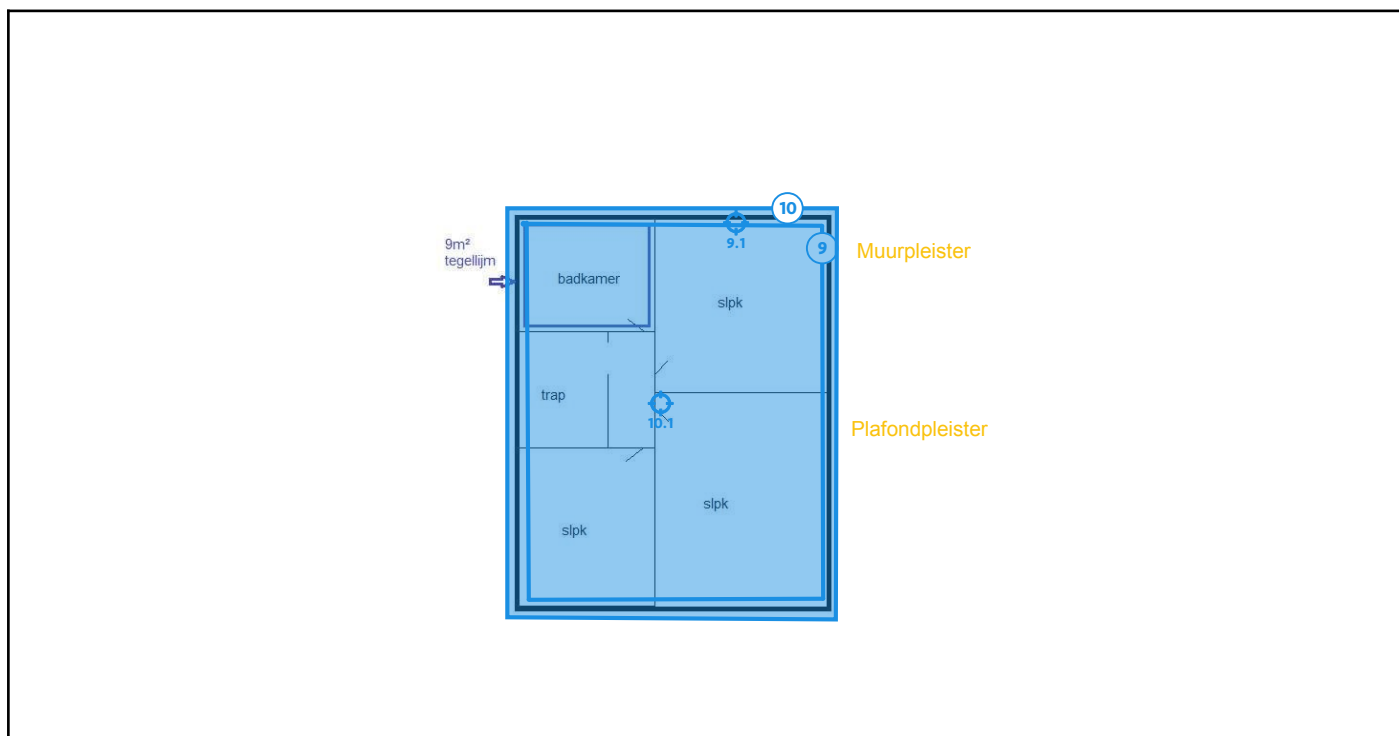 10
9.1
9
Muurpleister
9m²
tegellijm
badkamer
slpk
trap
10.1
Plafondpleister
slpk
slpk